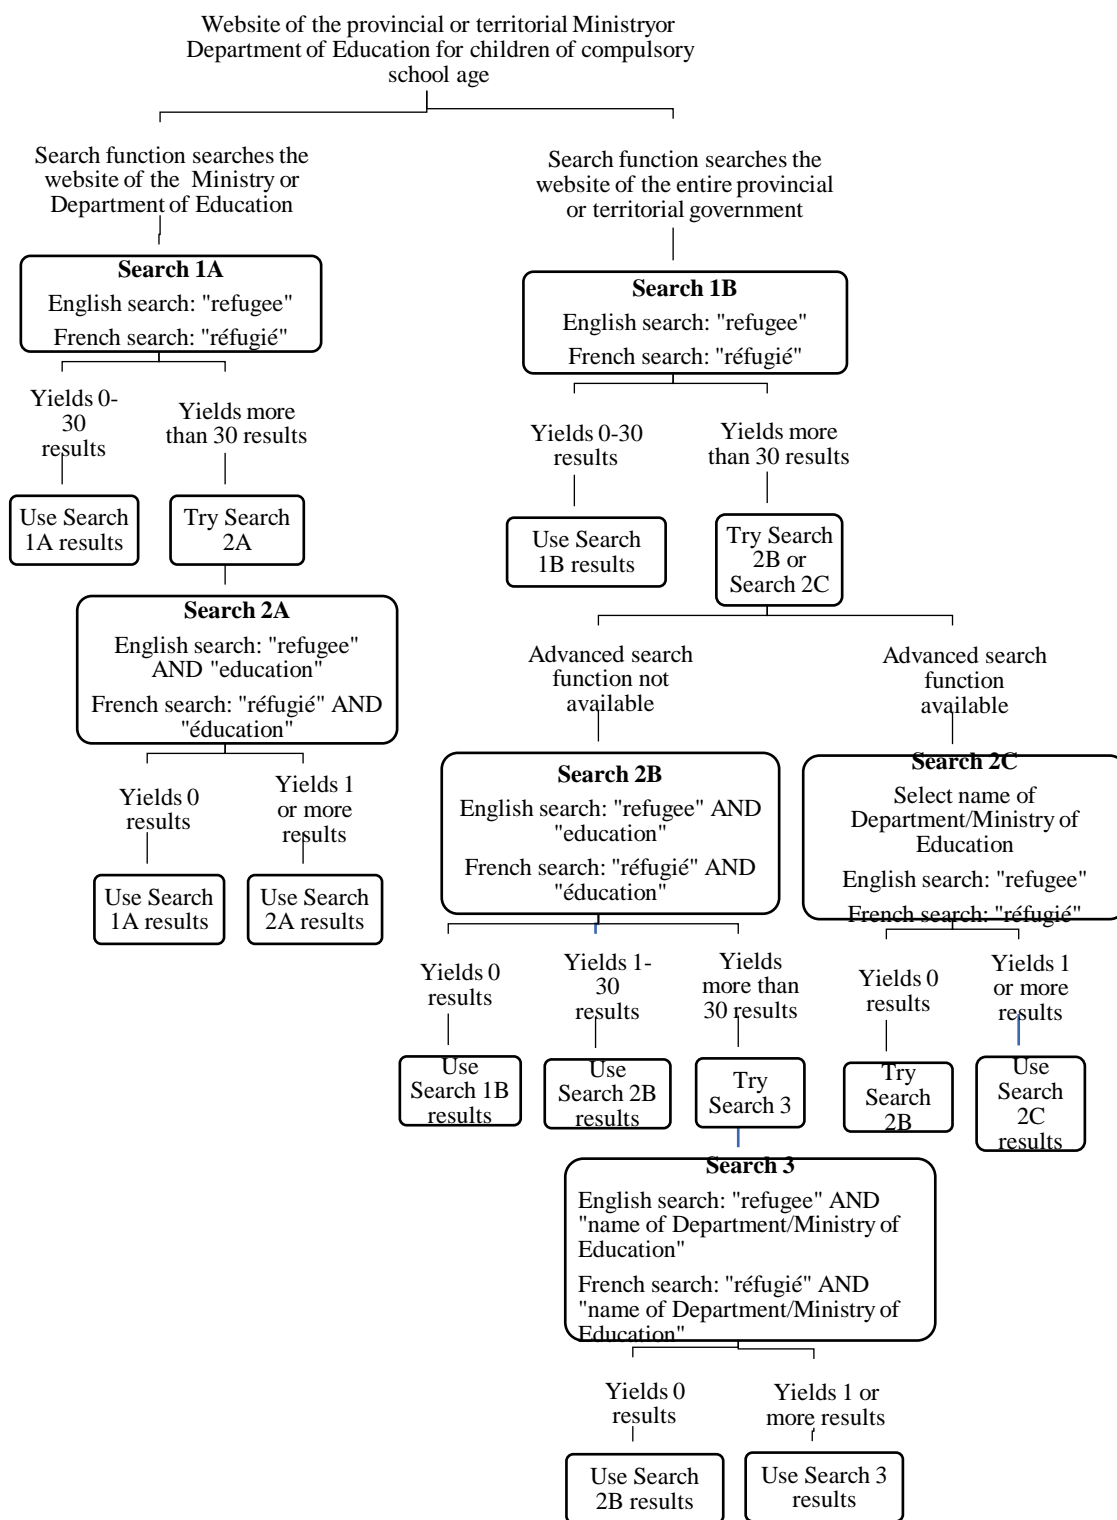 Website of the provincial or territorial Ministryor
Department of Education for children of compulsory
school age
Search function searches the
website of the Ministry or
Department of Education
Search 1A
English search: "refugee"
French search: "réfugié"
Yields 0-
30
results
Yields more
than 30 results
Use Search
1A results
Try Search
2A
Search 2A
English search: "refugee"
AND "education"
French search: "réfugié" AND
"éducation"
Yields 0
results
Yields 1
or more
results
Use Search
1A results
Use Search
2A results
Search function searches the
website of the entire provincial
or territorial government
Search 1B
English search: "refugee"
French search: "réfugié"
Yields 0-30
results
Yields more
than 30 results
Use Search
1B results
Try Search
2B or
Search 2C
Advanced search
function not
available
Advanced search
function
available
Search 2B
English search: "refugee" AND
"education"
French search: "réfugié" AND
"éducation"
Search 2C
Select name of
Department/Ministry of
Education
English search: "refugee"
French search: "réfugié"
Yields 0
results
Yields 1-
30
results
Yields
more than
30 results
Yields 0
results
Yields 1
or more
results
Use
Search 1B
results
Use
Search 2B
results
Try
Search 3
Try
Search
2B
Use
Search
2C
results
Search 3
English search: "refugee" AND
"name of Department/Ministry of
Education"
French search: "réfugié" AND
"name of Department/Ministry of
Education"
Yields 0
results
Yields 1 or
more results
Use Search
2B results
Use Search 3
results